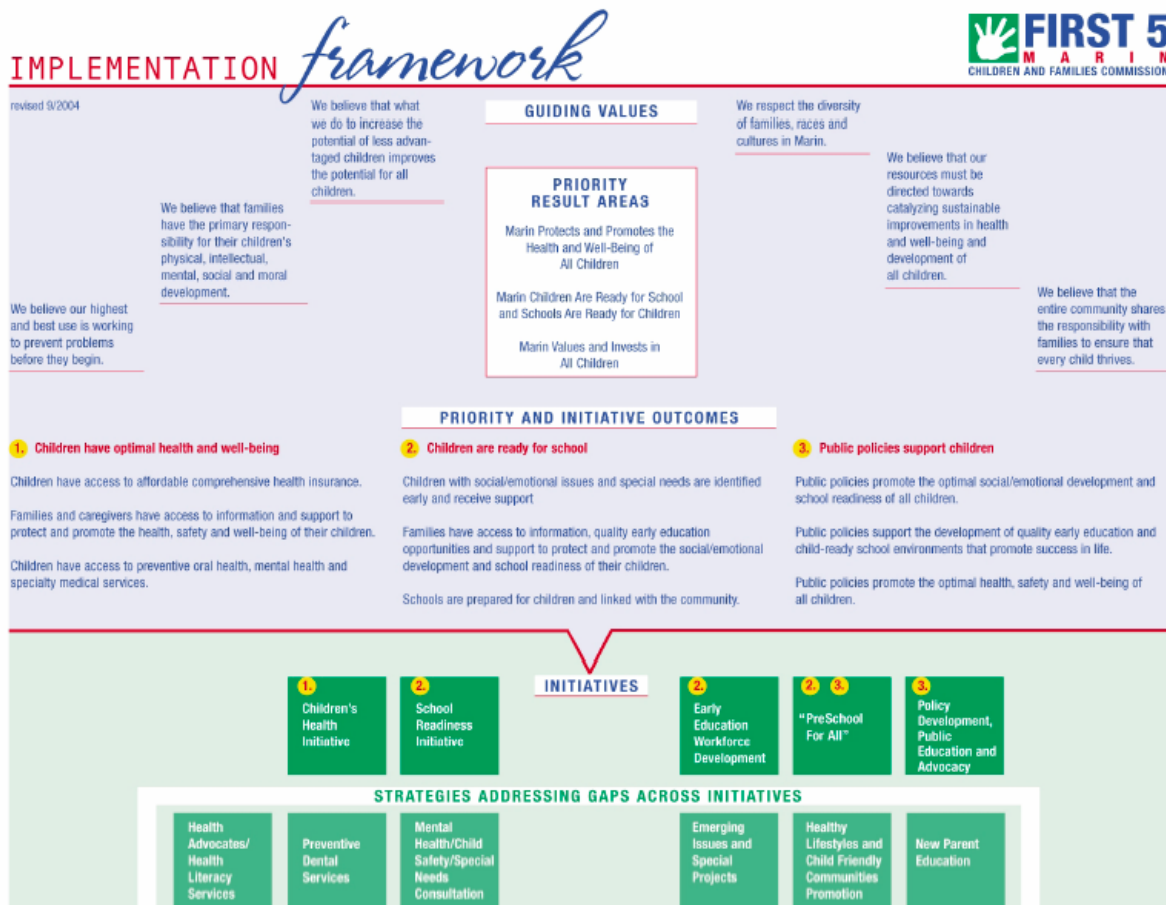 IMPLEMENTATION framework
FIRST 5
MARIN
CHILDREN AND FAMILIES COMMISSION
revised 9/2004
We believe our highest
and best use is working
to prevent problems
before they begin.
We believe that families
have the primary respon-
sibility for their children's
physical, intellectual,
mental, social and moral
development.
We believe that what
we do to increase the
potential of less advan-
taged children improves
the potential for all
children.
GUIDING VALUES
PRIORITY
RESULT AREAS
Marin Protects and Promotes the
Health and Well-Being of
All Children
Marin Children Are Ready for School
and Schools Are Ready for Children
Marin Values and Invests in
All Children
We respect the diversity
of families, races and
cultures in Marin.
We believe that our
resources must be
directed towards
catalyzing sustainable
improvements in health
and well-being and
development of
all children.
We believe that the
entire community shares
the responsibility with
families to ensure that
every child thrives.
PRIORITY AND INITIATIVE OUTCOMES
1. Children have optimal health and well-being
Children have access to affordable comprehensive health insurance.
Families and caregivers have access to information and support to
protect and promote the health, safety and well-being of their children.
Children have access to preventive oral health, mental health and
specialty medical services.
2. Children are ready for school
Children with social/emotional issues and special needs are identified
early and receive support
Families have access to information, quality early education
opportunities and support to protect and promote the social/emotional
development and school readiness of their children.
Schools are prepared for children and linked with the community.
3. Public policies support children
Public policies promote the optimal social/emotional development and
school readiness of all children.
Public policies support the development of quality early education and
child-ready school environments that promote success in life.
Public policies promote the optimal health, safety and well-being of
all children.
INITIATIVES
1.
Children's
Health
Initiative
2.
School
Readiness
Initiative
2.
Early
Education
Workforce
Development
2. 3.
"PreSchool
For All"
3.
Policy
Development,
Public
Education and
Advocacy
STRATEGIES ADDRESSING GAPS ACROSS INITIATIVES
Health
Advocates/
Health
Literacy
Services
Preventive
Dental
Services
Mental
Health/Child
Safety/Special
Needs
Consultation
Emerging
Issues and
Special
Projects
Healthy
Lifestyles and
Child Friendly
Communities
Promotion
New Parent
Education